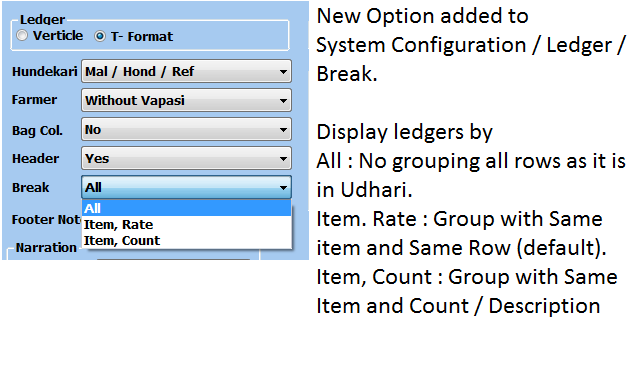 Ledger
Verticle T- Format
Hundekari Mal / Hond / Ref
Farmer Without Vapasi
Bag Col. No
Header Yes
Break All
All
Item, Rate
Item, Count
Footer Not
Narration
New Option added to
System Configuration / Ledger /
Break.
Display ledgers by
All : No grouping all rows as it is
in Udhari.
Item. Rate : Group with Same
item and Same Row (default).
Item, Count : Group with Same
Item and Count / Description